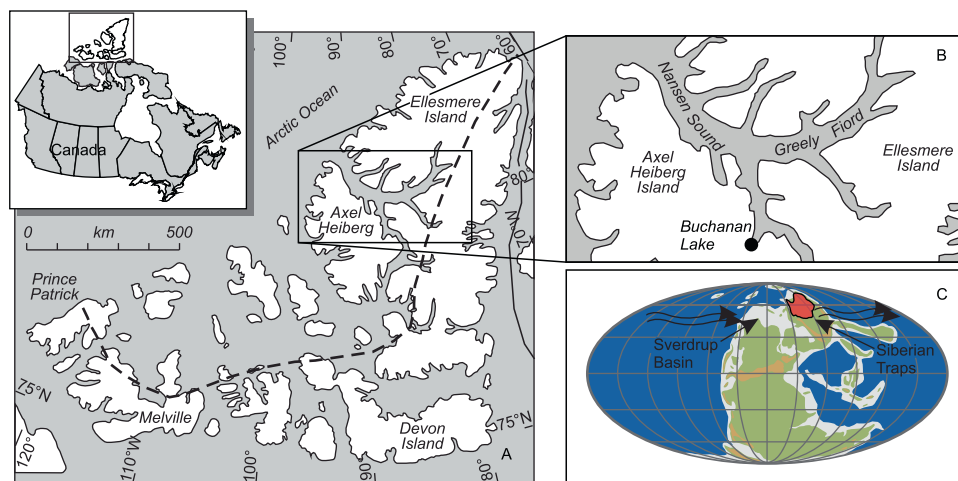 Canada
100°
90°
80°
70°
60°
Arctic Ocean
Ellesmere
Island
Axel
Heiberg
80°
70°N
0 km 500
Prince
Patrick
75°N
Melville
Devon
Island
75°N
120°
110°W
100°
90°
80°
A
B
Nansen Sound
Greely Fiord
Axel
Heiberg
Island
Ellesmere
Island
Buchanan
Lake
C
Sverdrup
Basin
Siberian
Traps